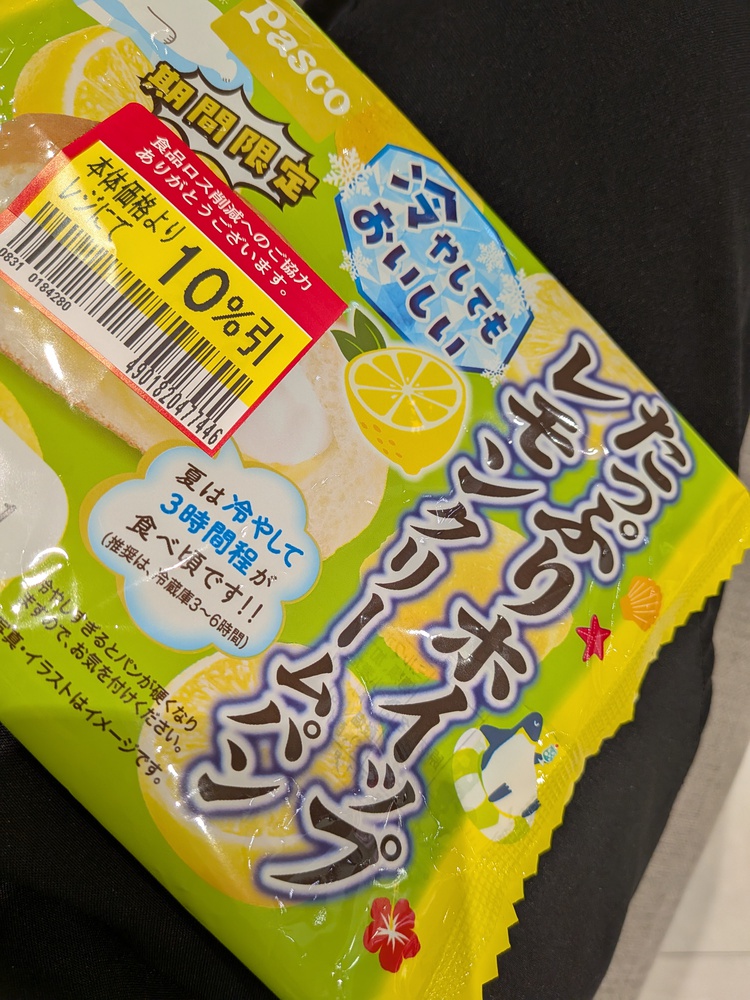 Pasco
期間限定
冷やしても
おいしい
食品ロス削減へのご協力
ありがとうございます。
本体価格より
レジにて
10%引
0831 0184280
4901820477446
たっぷりホイップ
レモンクリームパン
夏は冷やして
3時間程が
食べ頃です!!
(推奨は、冷蔵庫3〜6時間)
冷やしすぎるとパンが硬くなり
ますので、お気を付けください。
写真・イラストはイメージです。